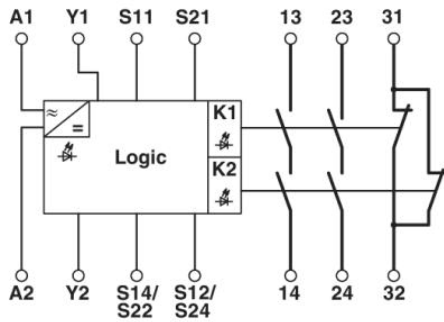 A1 Y1 S11 S21 13 23 31
≈
=
K1
Logic
K2
A2 Y2 S14/ S12/ 14 24 32
S22 S24